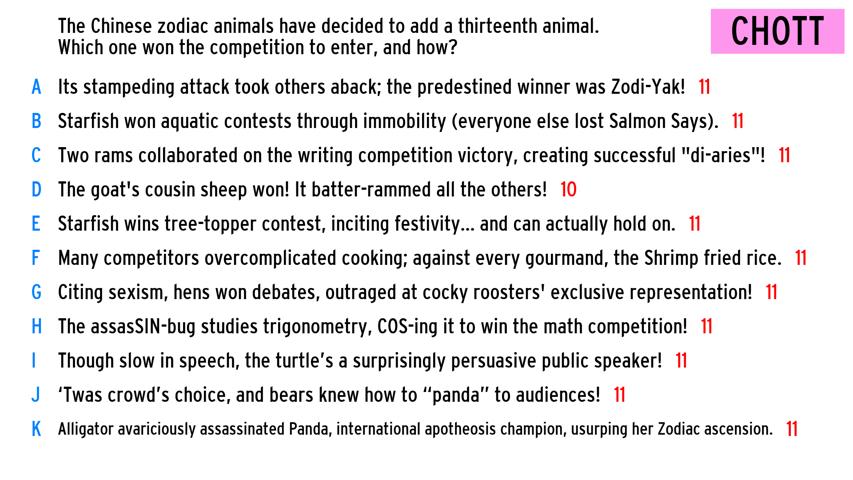 The Chinese zodiac animals have decided to add a thirteenth animal.
Which one won the competition to enter, and how?
CHOTT
A Its stampeding attack took others aback; the predestined winner was Zodi-Yak! 11
B Starfish won aquatic contests through immobility (everyone else lost Salmon Says). 11
C Two rams collaborated on the writing competition victory, creating successful "di-aries"! 11
D The goat's cousin sheep won! It batter-rammed all the others! 10
E Starfish wins tree-topper contest, inciting festivity... and can actually hold on. 11
F Many competitors overcomplicated cooking; against every gourmand, the Shrimp fried rice. 11
G Citing sexism, hens won debates, outraged at cocky roosters' exclusive representation! 11
H The assasSIN-bug studies trigonometry, COS-ing it to win the math competition! 11
I Though slow in speech, the turtle’s a surprisingly persuasive public speaker! 11
J ‘Twas crowd’s choice, and bears knew how to “panda” to audiences! 11
K Alligator avariciously assassinated Panda, international apotheosis champion, usurping her Zodiac ascension. 11